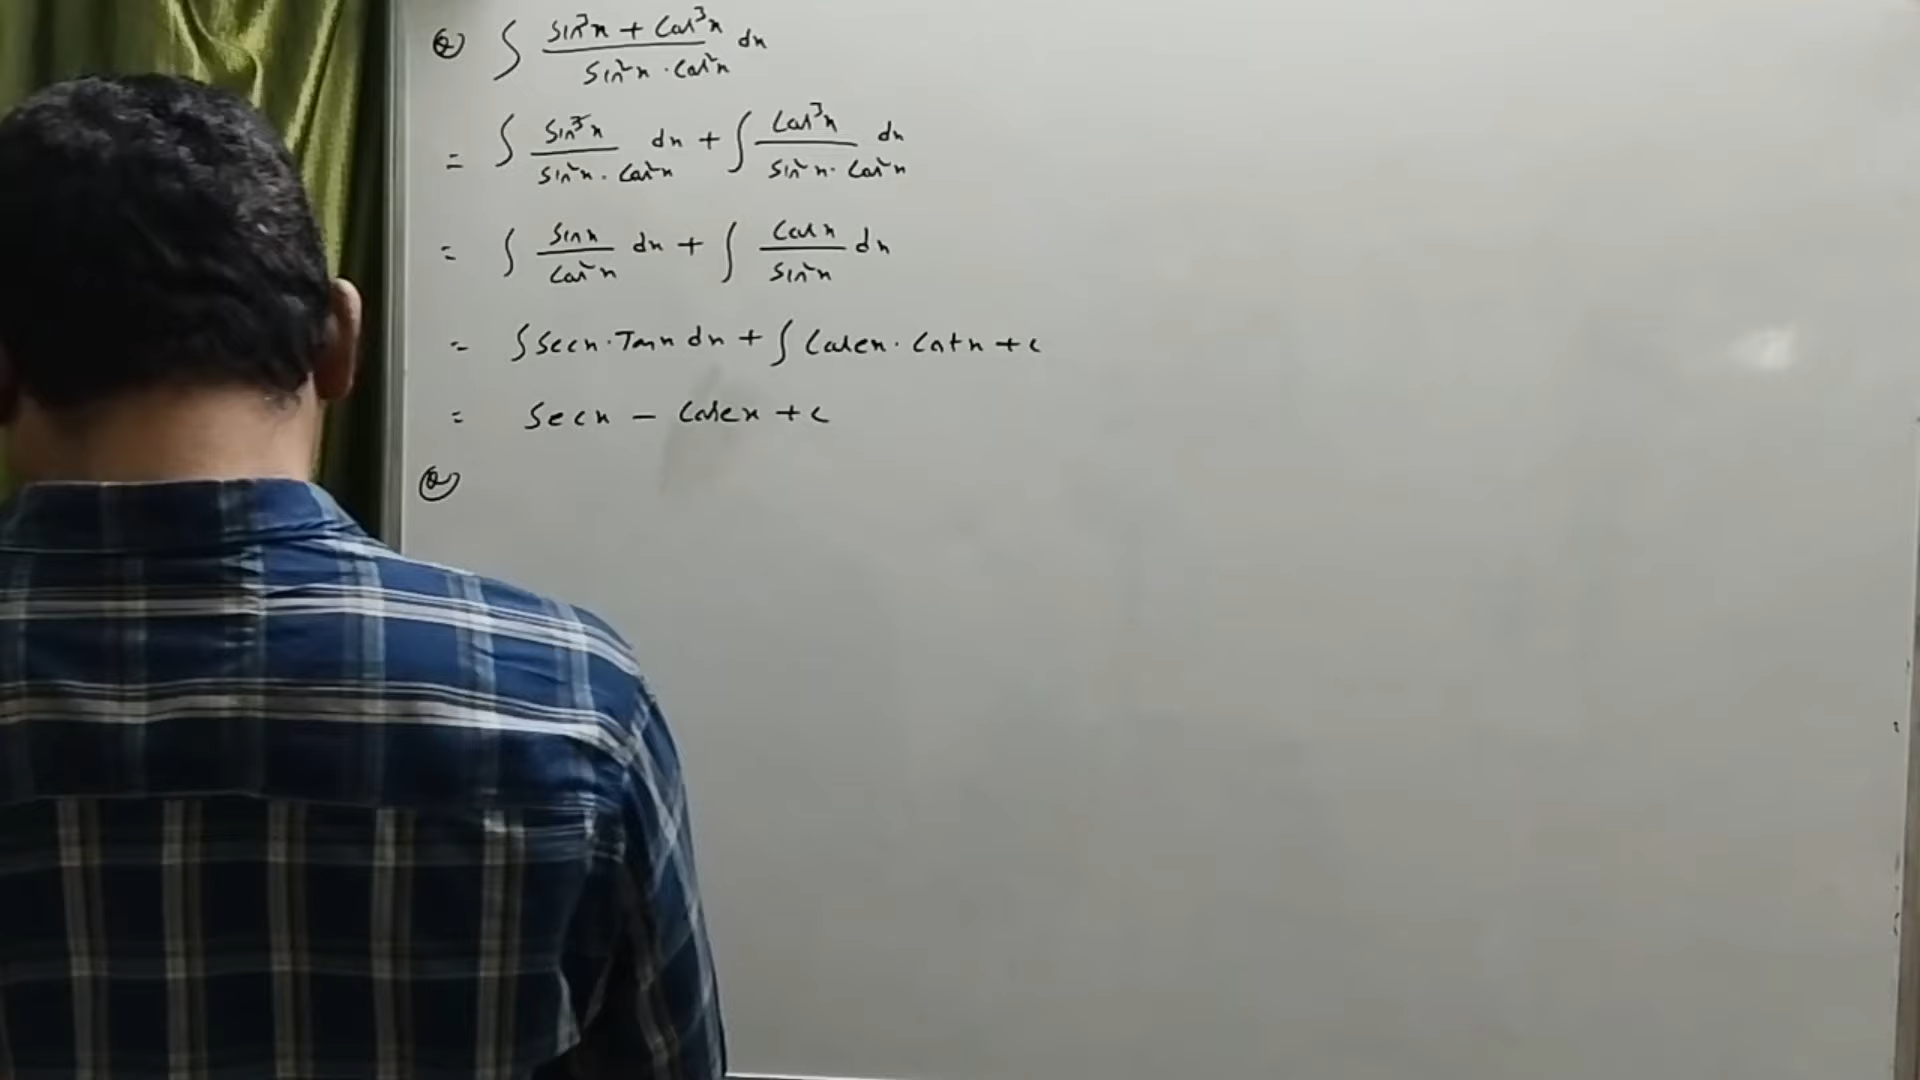 Q ∫ (sin³x + cos³x)/(sin²x · cos²x) dx
= ∫ sin³x/(sin²x · cos²x) dx + ∫ cos³x/(sin²x · cos²x) dx
= ∫ sinx/cos²x dx + ∫ cosx/sin²x dx
= ∫ Secx · Tanx dx + ∫ Cosecx · Cotx + c
= Secx − Cosecx + c
Q